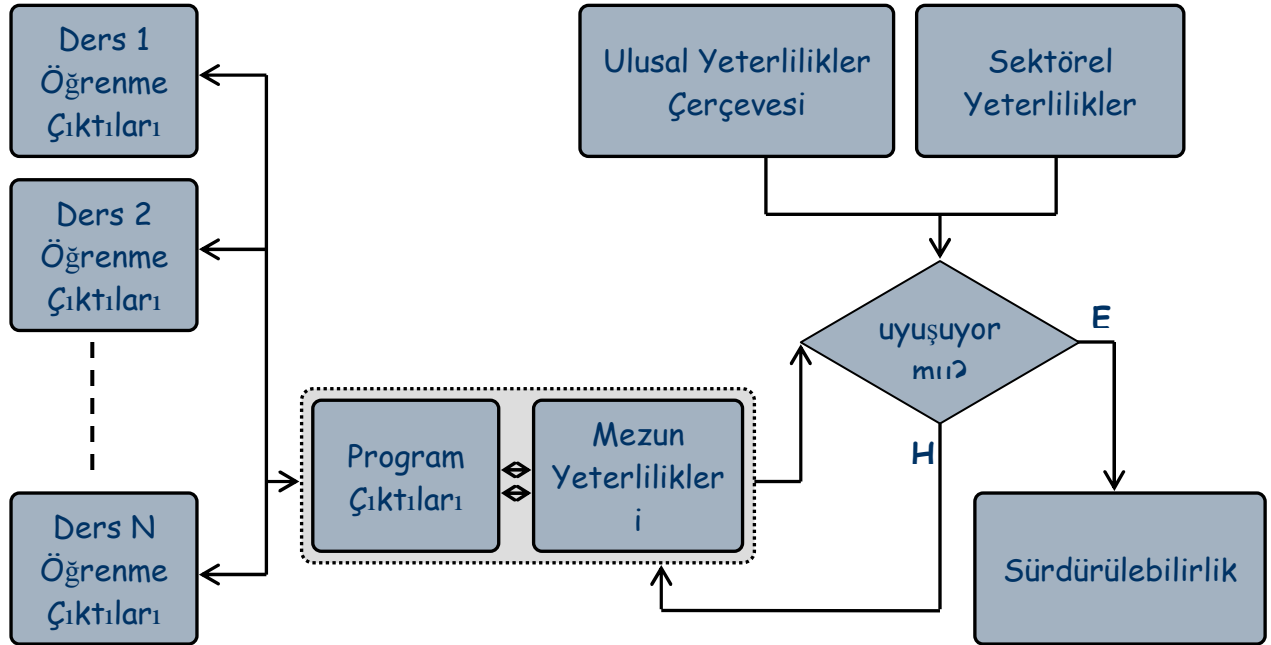 Ders 1
Öğrenme
Çıktıları
Ders 2
Öğrenme
Çıktıları
Ders N
Öğrenme
Çıktıları
Program
Çıktıları
Mezun
Yeterlilikler
i
Ulusal Yeterlilikler
Çerçevesi
Sektörel
Yeterlilikler
uyuşuyor
mu?
E
H
Sürdürülebilirlik